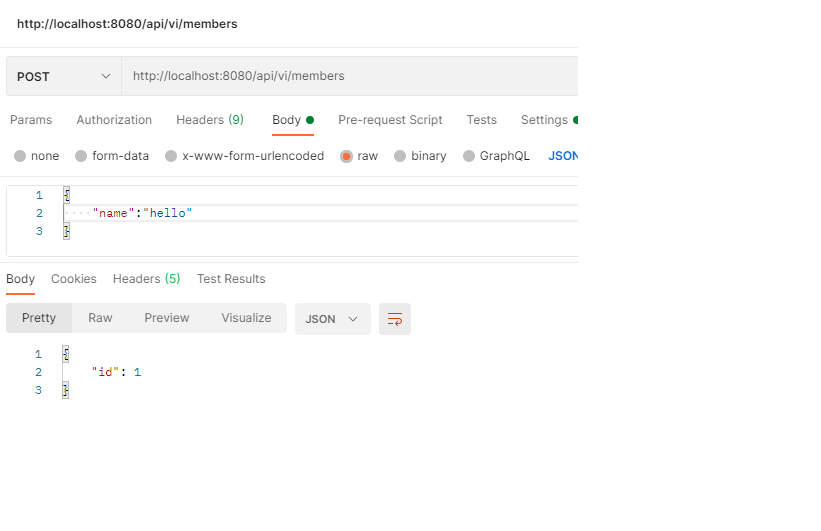 http://localhost:8080/api/vi/members
POST http://localhost:8080/api/vi/members
Params Authorization Headers (9) Body Pre-request Script Tests Settings
none form-data x-www-form-urlencoded raw binary GraphQL JSON
1 {
2 ····"name":"hello"
3 }
Body Cookies Headers (5) Test Results
Pretty Raw Preview Visualize JSON
1 {
2 "id": 1
3 }